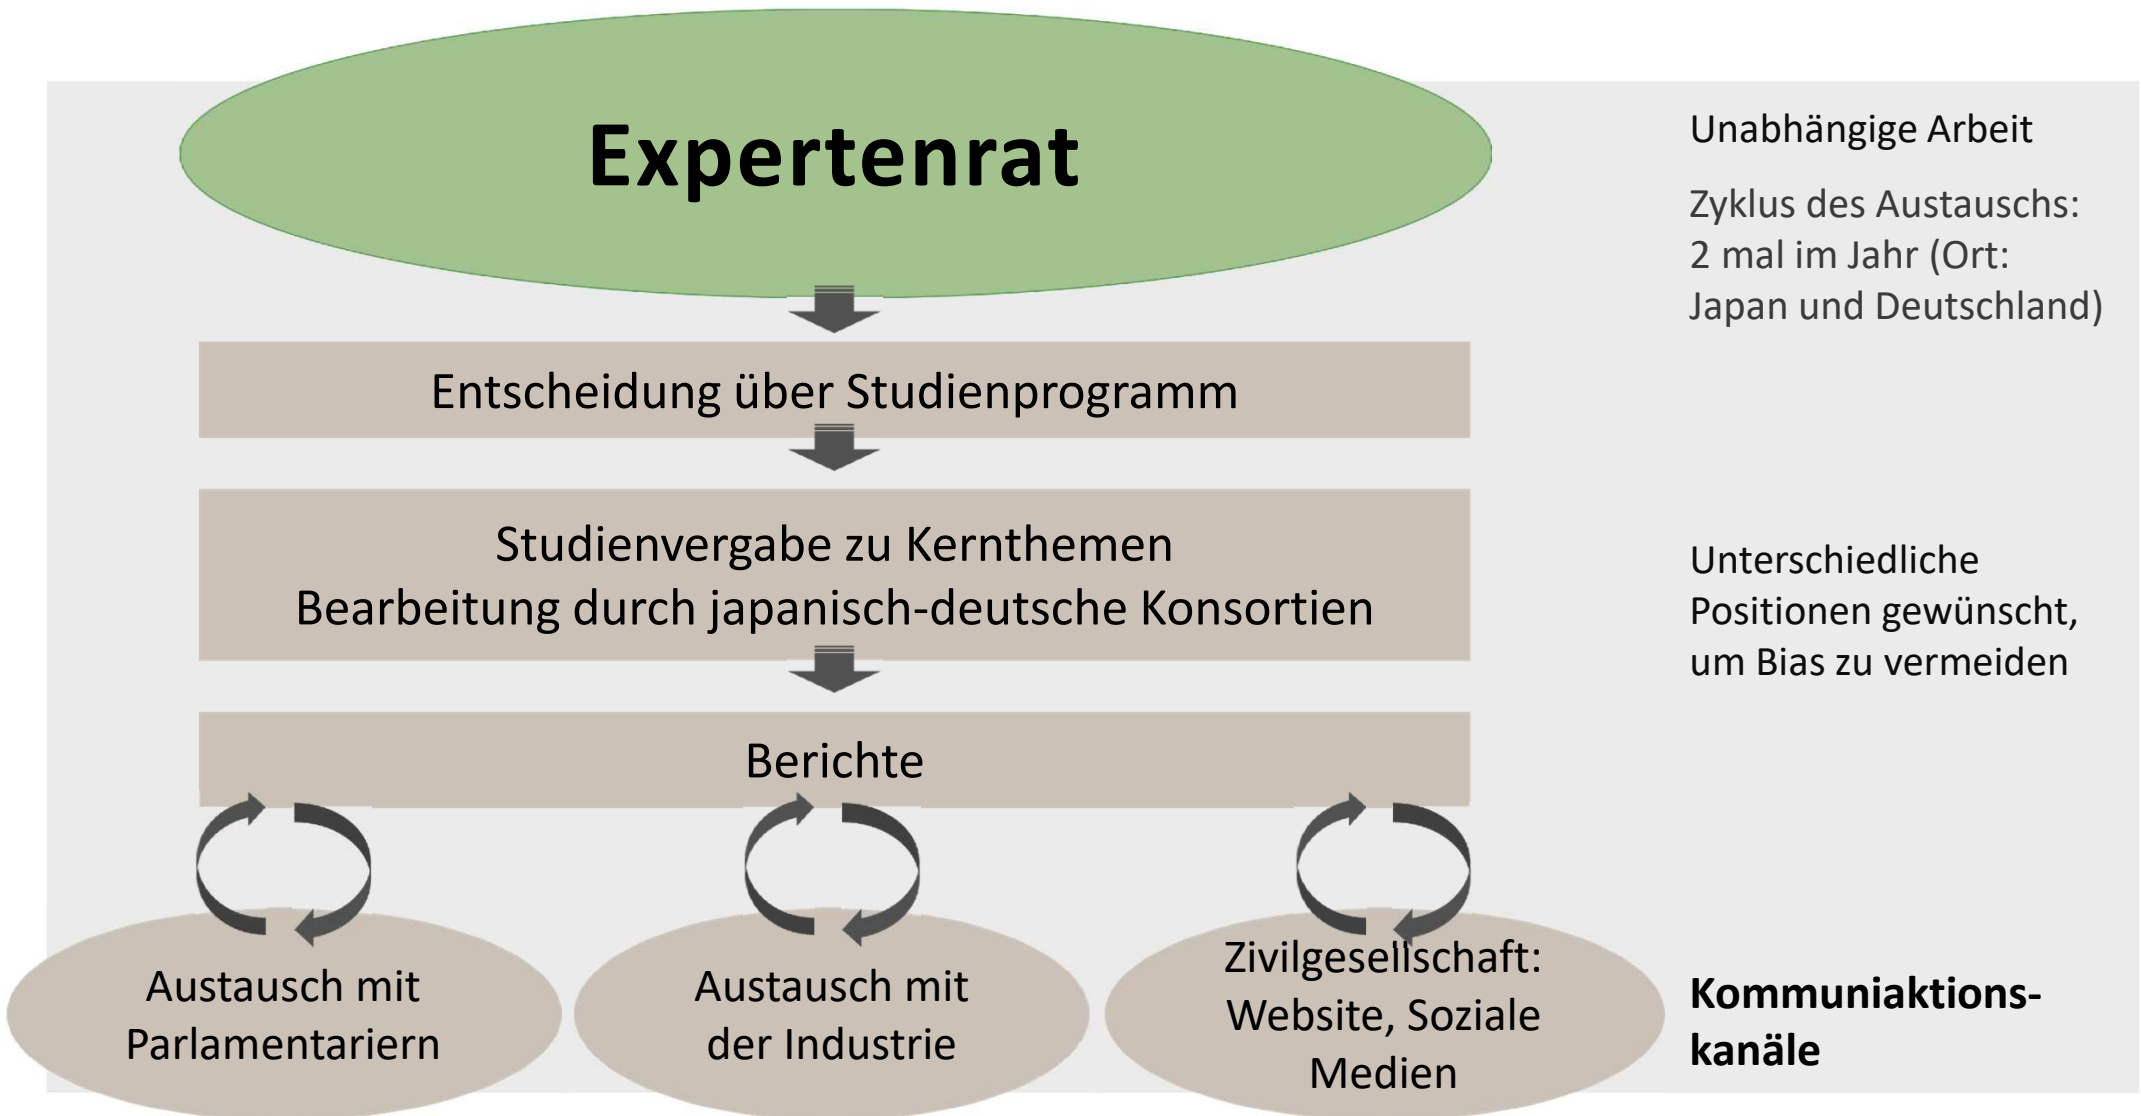 Expertenrat
Unabhängige Arbeit
Zyklus des Austauschs:
2 mal im Jahr (Ort:
Japan und Deutschland)
Entscheidung über Studienprogramm
Studienvergabe zu Kernthemen
Bearbeitung durch japanisch-deutsche Konsortien
Unterschiedliche
Positionen gewünscht,
um Bias zu vermeiden
Berichte
Austausch mit
Parlamentariern
Austausch mit
der Industrie
Zivilgesellschaft:
Website, Soziale
Medien
Kommuniaktions-
kanäle